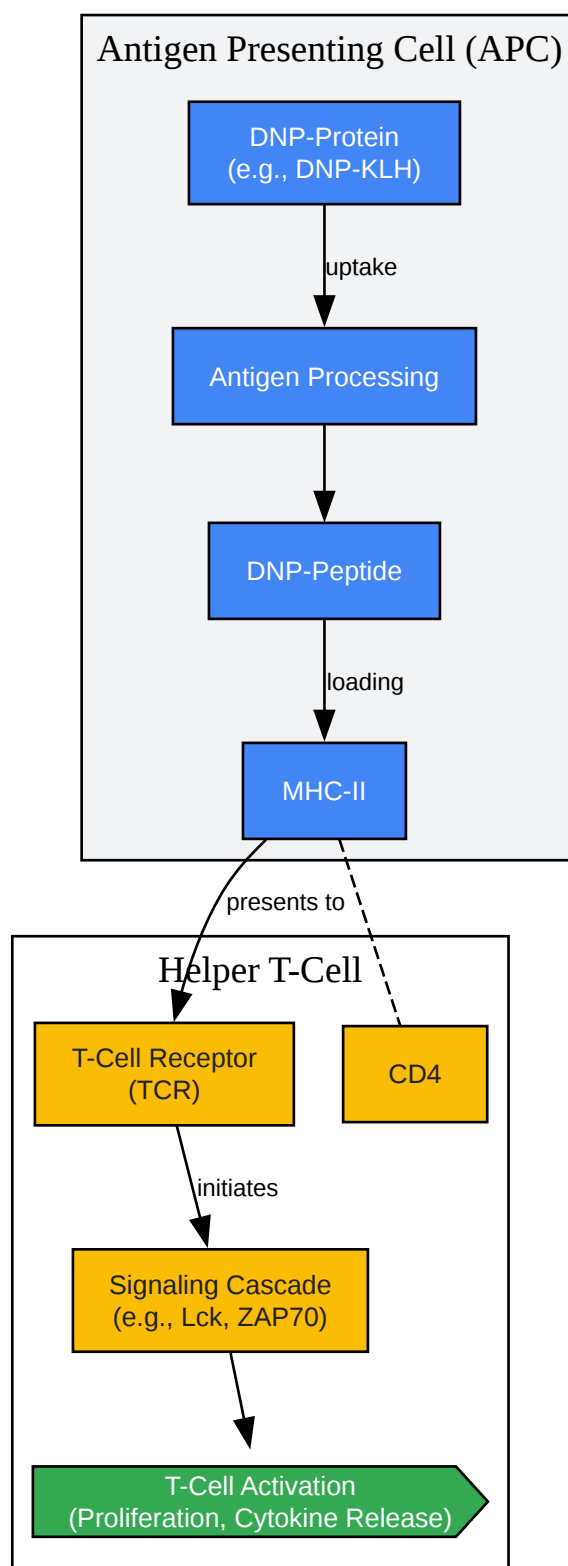 Antigen Presenting Cell (APC)
DNP-Protein
(e.g., DNP-KLH)
uptake
Antigen Processing
DNP-Peptide
loading
MHC-II
presents to
Helper T-Cell
T-Cell Receptor
(TCR)
CD4
initiates
Signaling Cascade
(e.g., Lck, ZAP70)
T-Cell Activation
(Proliferation, Cytokine Release)